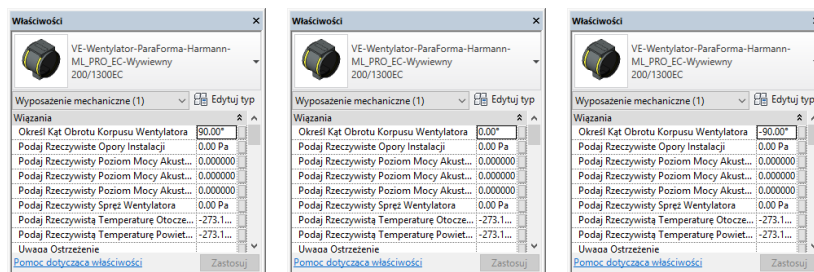 Właściwości ×
VE-Wentylator-ParaForma-Harmann-
ML_PRO_EC-Wywiewny
200/1300EC
Wyposażenie mechaniczne (1) Edytuj typ
Wiązania
Określ Kąt Obrotu Korpusu Wentylatora 90.00°
Podaj Rzeczywiste Opory Instalacji 0.00 Pa
Podaj Rzeczywisty Poziom Mocy Akust... 0.000000
Podaj Rzeczywisty Poziom Mocy Akust... 0.000000
Podaj Rzeczywisty Poziom Mocy Akust... 0.000000
Podaj Rzeczywisty Spręż Wentylatora 0.00 Pa
Podaj Rzeczywistą Temperaturę Otocze... -273.1...
Podaj Rzeczywistą Temperaturę Powiet... -273.1...
Uwaga Ostrzeżenie
Pomoc dotycząca właściwości Zastosuj
Właściwości ×
VE-Wentylator-ParaForma-Harmann-
ML_PRO_EC-Wywiewny
200/1300EC
Wyposażenie mechaniczne (1) Edytuj typ
Wiązania
Określ Kąt Obrotu Korpusu Wentylatora 0.00°
Podaj Rzeczywiste Opory Instalacji 0.00 Pa
Podaj Rzeczywisty Poziom Mocy Akust... 0.000000
Podaj Rzeczywisty Poziom Mocy Akust... 0.000000
Podaj Rzeczywisty Poziom Mocy Akust... 0.000000
Podaj Rzeczywisty Spręż Wentylatora 0.00 Pa
Podaj Rzeczywistą Temperaturę Otocze... -273.1...
Podaj Rzeczywistą Temperaturę Powiet... -273.1...
Uwaga Ostrzeżenie
Pomoc dotycząca właściwości Zastosuj
Właściwości
VE-Wentylator-ParaForma-Harmann-
ML_PRO_EC-Wywiewny
200/1300EC
Wyposażenie mechaniczne (1) Edytuj typ
Wiązania
Określ Kąt Obrotu Korpusu Wentylatora -90.00°
Podaj Rzeczywiste Opory Instalacji 0.00 Pa
Podaj Rzeczywisty Poziom Mocy Akust... 0.000000
Podaj Rzeczywisty Poziom Mocy Akust... 0.000000
Podaj Rzeczywisty Poziom Mocy Akust... 0.000000
Podaj Rzeczywisty Spręż Wentylatora 0.00 Pa
Podaj Rzeczywistą Temperaturę Otocze... -273.1...
Podaj Rzeczywistą Temperaturę Powiet... -273.1...
Uwaga Ostrzeżenie
Pomoc dotycząca właściwości Zastosuj